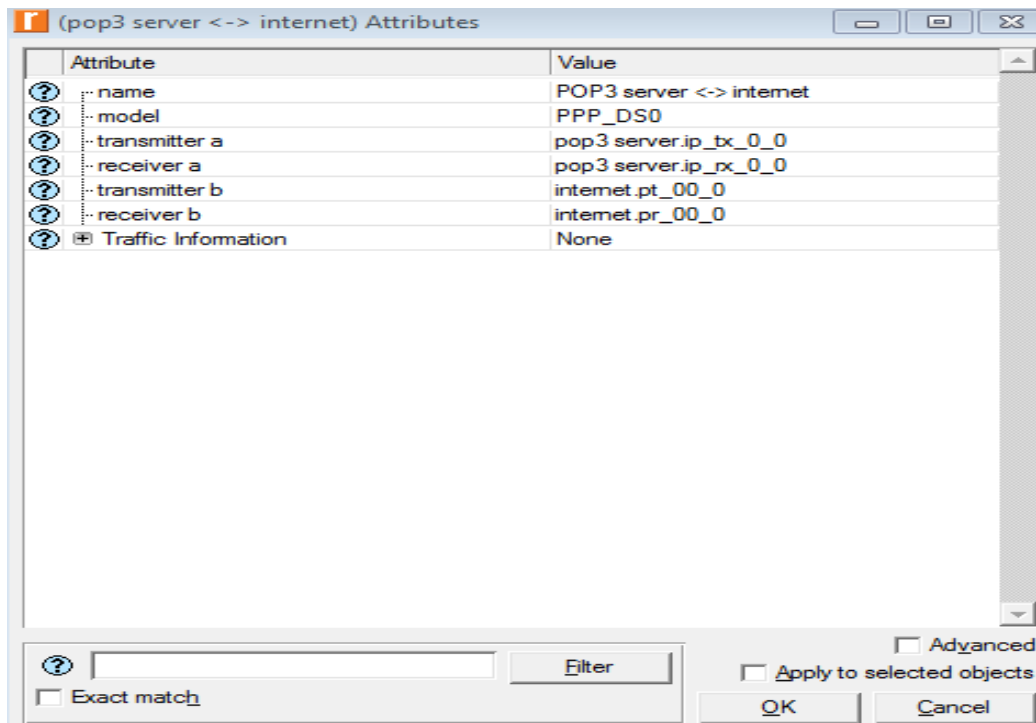 (pop3 server <-> internet) Attributes
Attribute Value
name POP3 server <-> internet
model PPP_DS0
transmitter a pop3 server.ip_tx_0_0
receiver a pop3 server.ip_rx_0_0
transmitter b internet.pt_00_0
receiver b internet.pr_00_0
Traffic Information None
Advanced
Filter Apply to selected objects
Exact match
OK Cancel